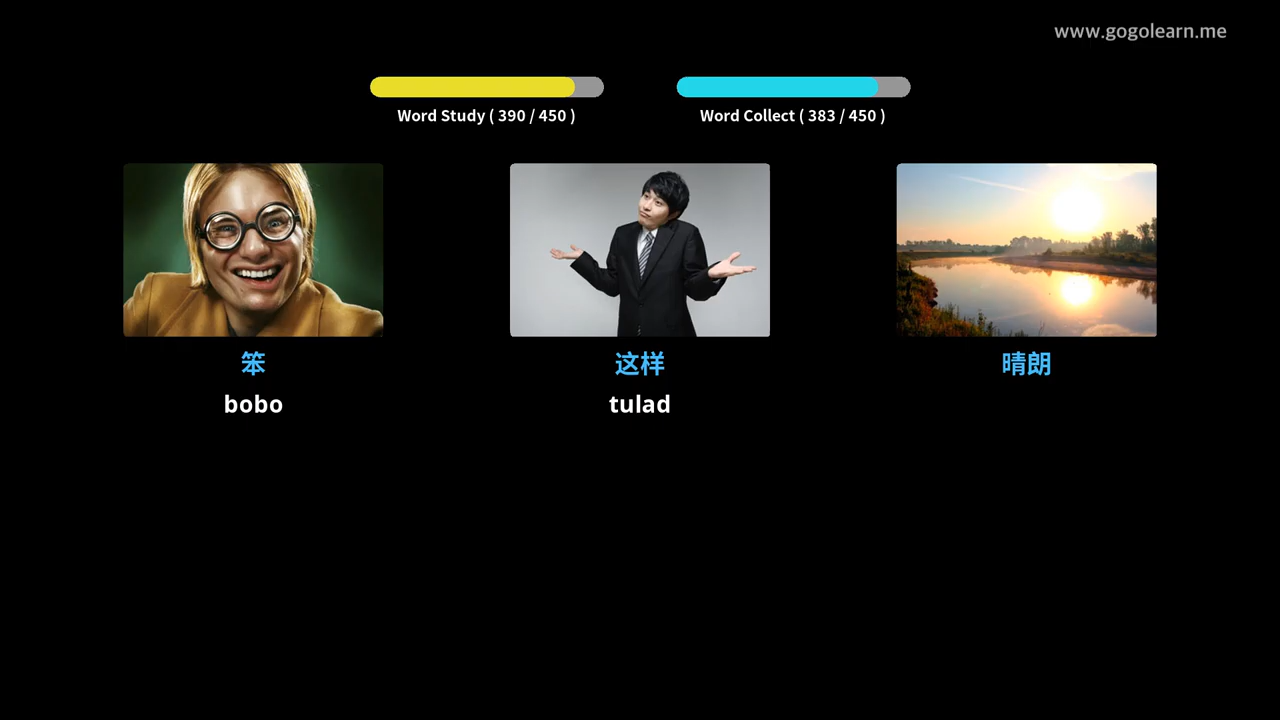 www.gogolearn.me
Word Study ( 390 / 450 )
Word Collect ( 383 / 450 )
笨
这样
晴朗
bobo
tulad